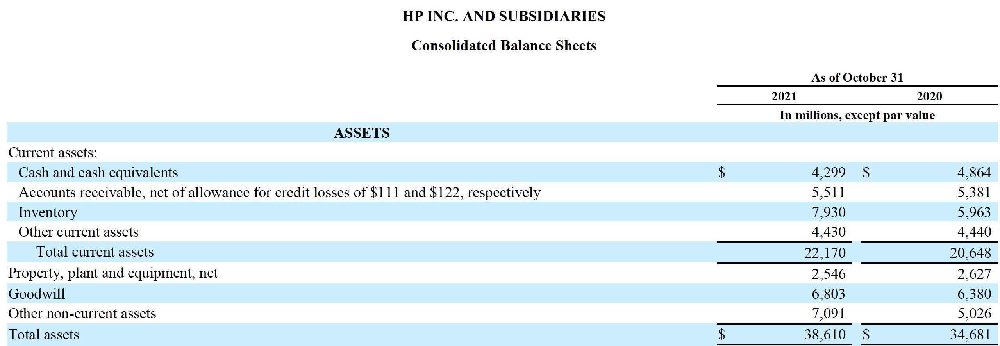 HP INC. AND SUBSIDIARIES
Consolidated Balance Sheets
As of October 31
2021 2020
In millions, except par value
ASSETS
Current assets:
Cash and cash equivalents $ 4,299 $ 4,864
Accounts receivable, net of allowance for credit losses of $111 and $122, respectively 5,511 5,381
Inventory 7,930 5,963
Other current assets 4,430 4,440
Total current assets 22,170 20,648
Property, plant and equipment, net 2,546 2,627
Goodwill 6,803 6,380
Other non-current assets 7,091 5,026
Total assets $ 38,610 $ 34,681